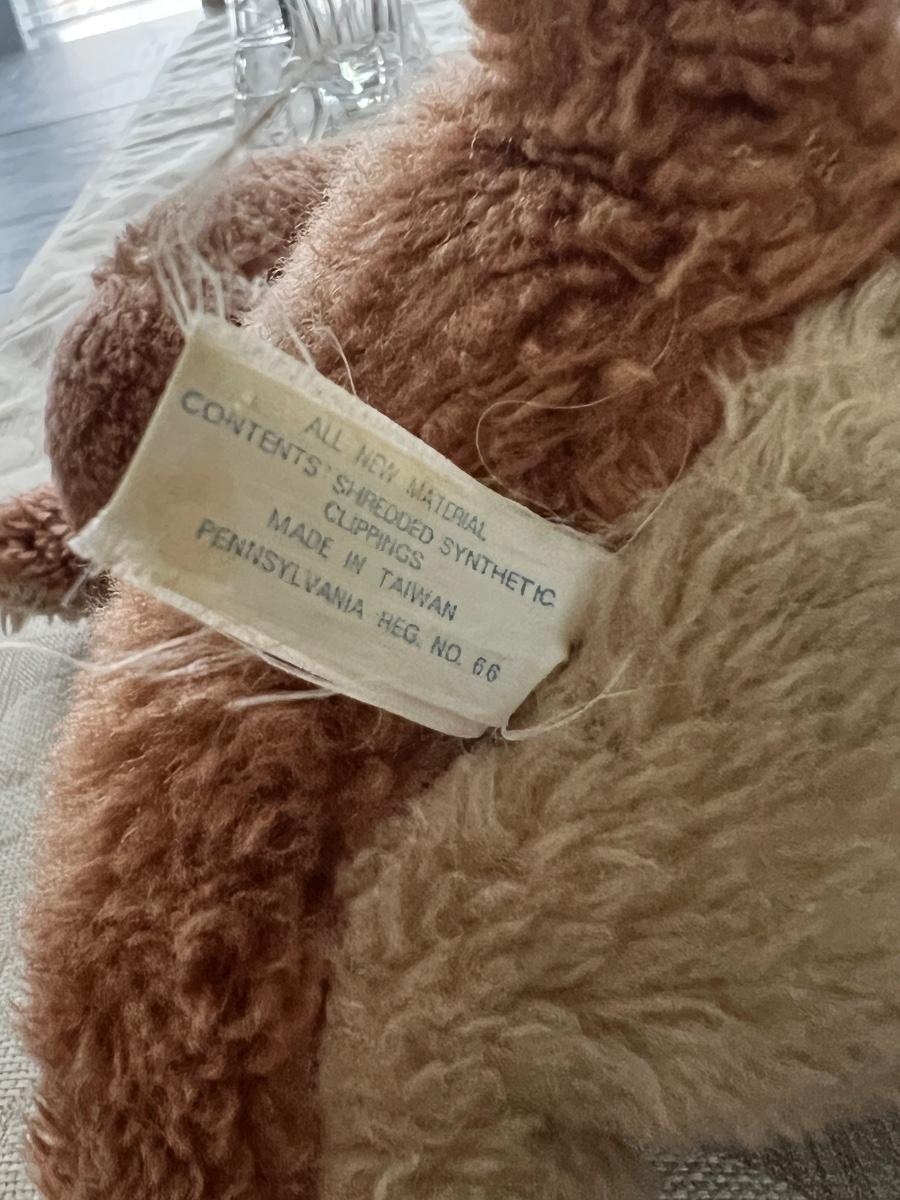 ALL NEW MATERIAL
CONTENTS: SHREDDED SYNTHETIC
CLIPPINGS
MADE IN TAIWAN
PENNSYLVANIA REG. NO. 66